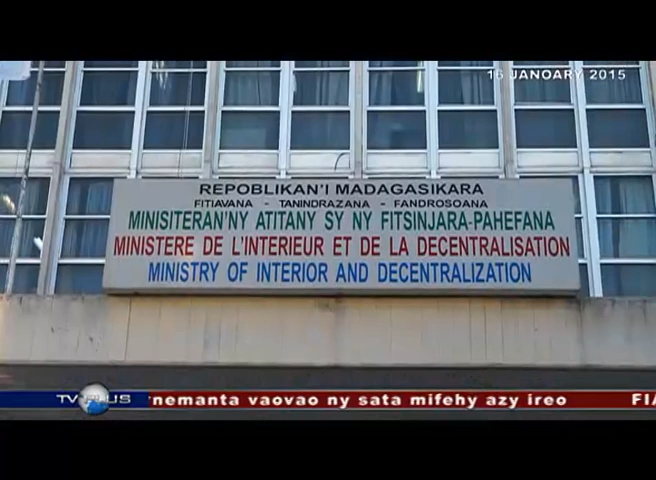 16 JANOARY 2015
REPOBLIKAN'I MADAGASIKARA
FITIAVANA - TANINDRAZANA - FANDROSOANA
MINISITERAN'NY ATITANY SY NY FITSINJARA-PAHEFANA
MINISTERE DE L'INTERIEUR ET DE LA DECENTRALISATION
MINISTRY OF INTERIOR AND DECENTRALIZATION
TV PLUS nemanta vaovao ny sata mifehy azy ireo FIA